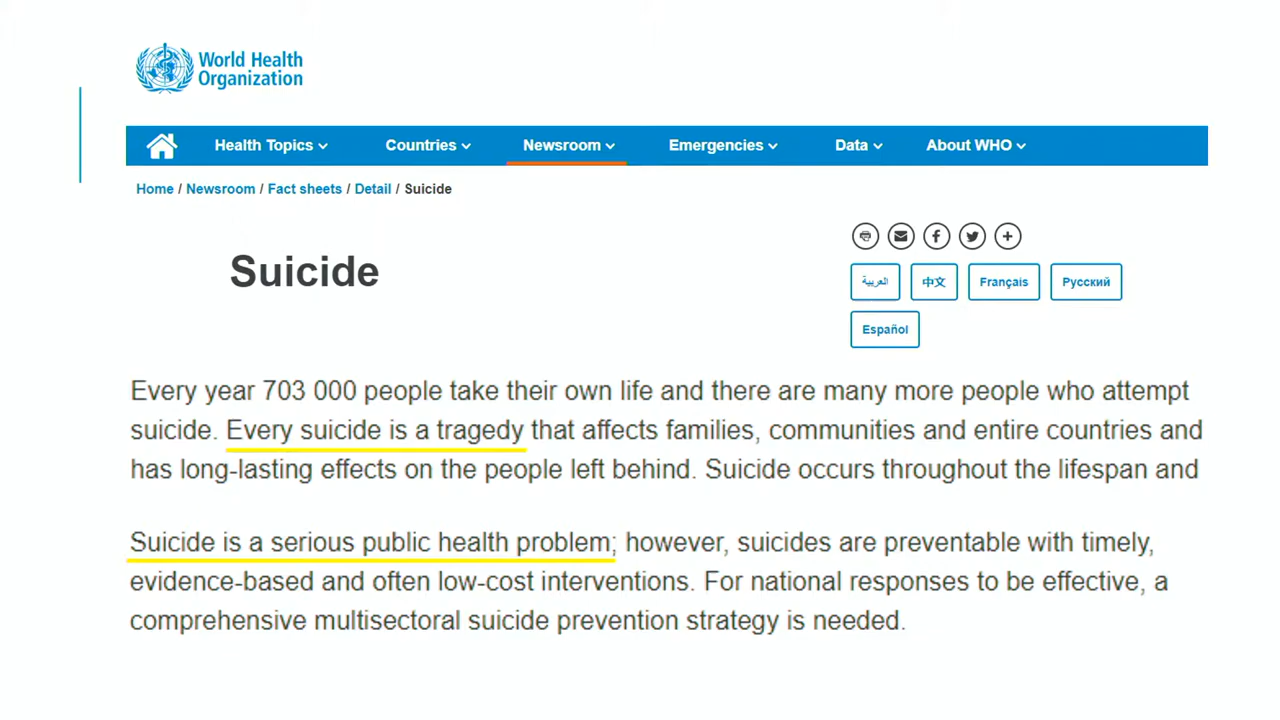 World Health
Organization
Health Topics
Countries
Newsroom
Emergencies
Data
About WHO
Home / Newsroom / Fact sheets / Detail / Suicide
Suicide
العربية
中文
Français
Русский
Español
Every year 703 000 people take their own life and there are many more people who attempt
suicide. Every suicide is a tragedy that affects families, communities and entire countries and
has long-lasting effects on the people left behind. Suicide occurs throughout the lifespan and
Suicide is a serious public health problem; however, suicides are preventable with timely,
evidence-based and often low-cost interventions. For national responses to be effective, a
comprehensive multisectoral suicide prevention strategy is needed.